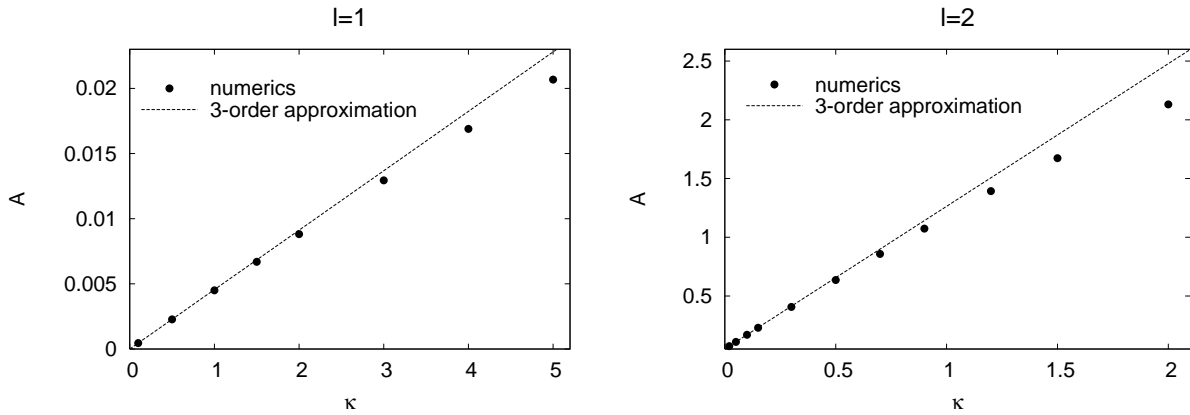 l=1
numerics
3-order approximation
0.02
0.015
0.01
0.005
0
A
0 1 2 3 4 5
κ
l=2
numerics
3-order approximation
2.5
2
1.5
1
0.5
A
0 0.5 1 1.5 2
κ